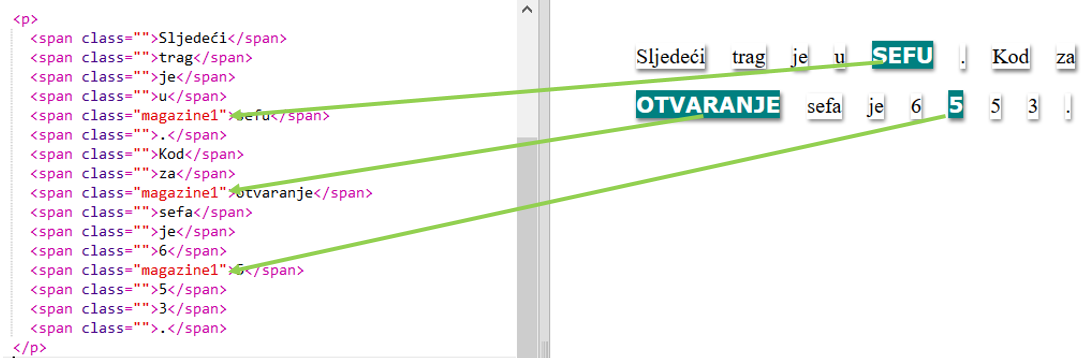 <p>
<span class="">Sljedeći</span>
<span class="">trag</span>
<span class="">je</span>
<span class="">u</span>
<span class="magazine1">sefu</span>
<span class="">.</span>
<span class="">Kod</span>
<span class="">za</span>
<span class="magazine1">otvaranje</span>
<span class="">sefa</span>
<span class="">je</span>
<span class="">6</span>
<span class="magazine1">5</span>
<span class="">5</span>
<span class="">3</span>
<span class="">.</span>
</p>
Sljedeći trag je u SEFU . Kod za
OTVARANJE sefa je 6 5 5 3 .